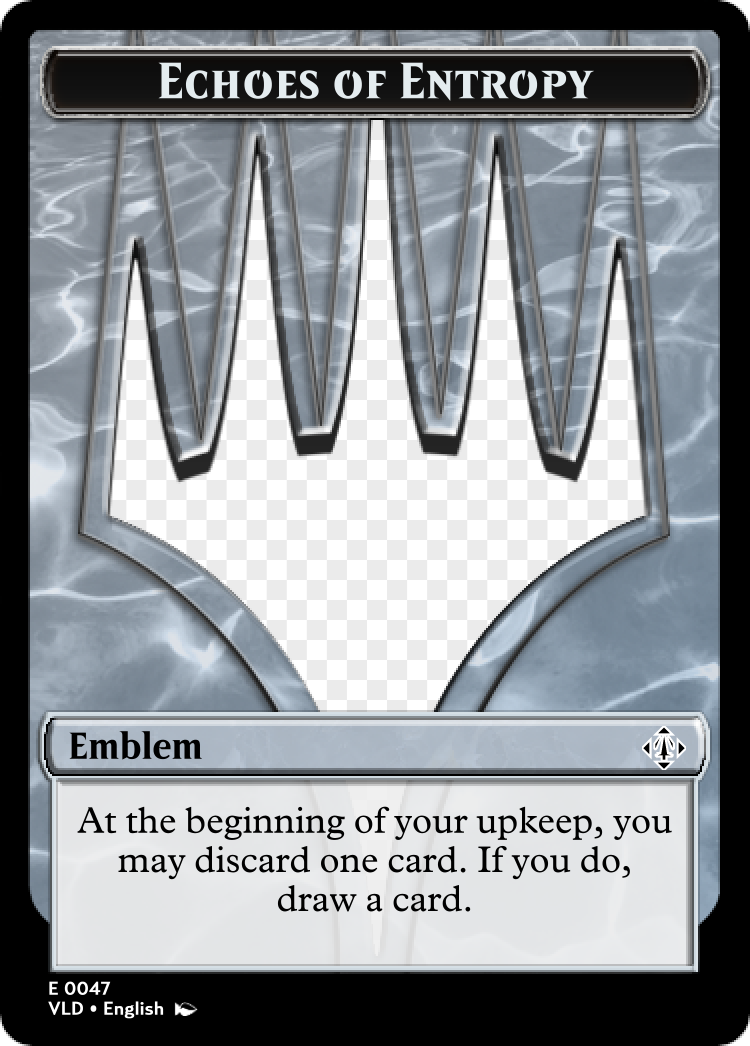 Echoes of Entropy
Emblem
At the beginning of your upkeep, you
may discard one card. If you do,
draw a card.
E 0047
VLD • English